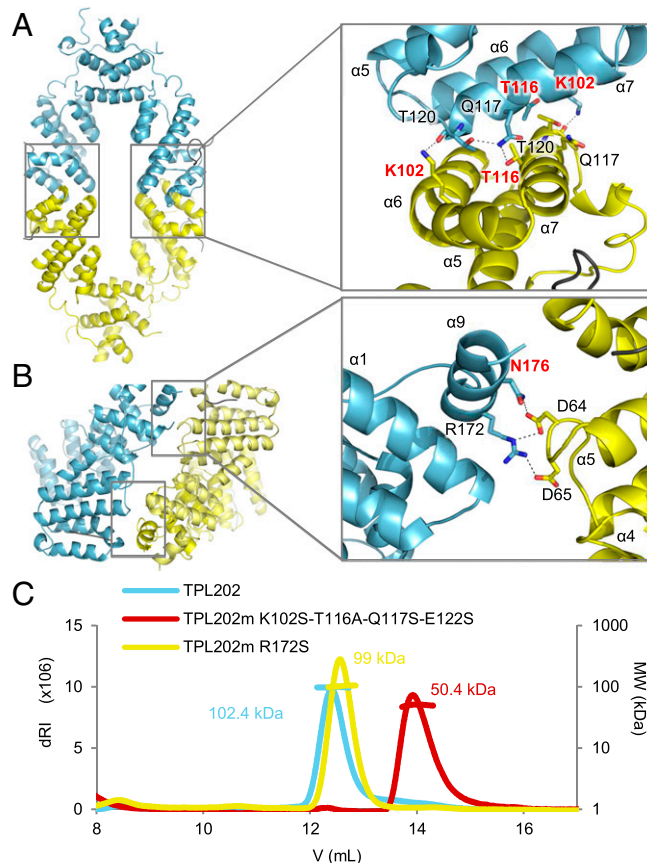 A
α5
α6
T116
K102
α7
T120
Q117
T120
K102
Q117
T116
α6
α7
α5
B
α9
α1
N176
D64
R172
α5
D65
α4
C
TPL202
TPL202m K102S-T116A-Q117S-E122S
TPL202m R172S
15
1000
99 kDa
50.4 kDa
10
100
102.4 kDa
dRI (x106)
MW (kDa)
5
10
0
1
8
10
12
14
16
V (mL)